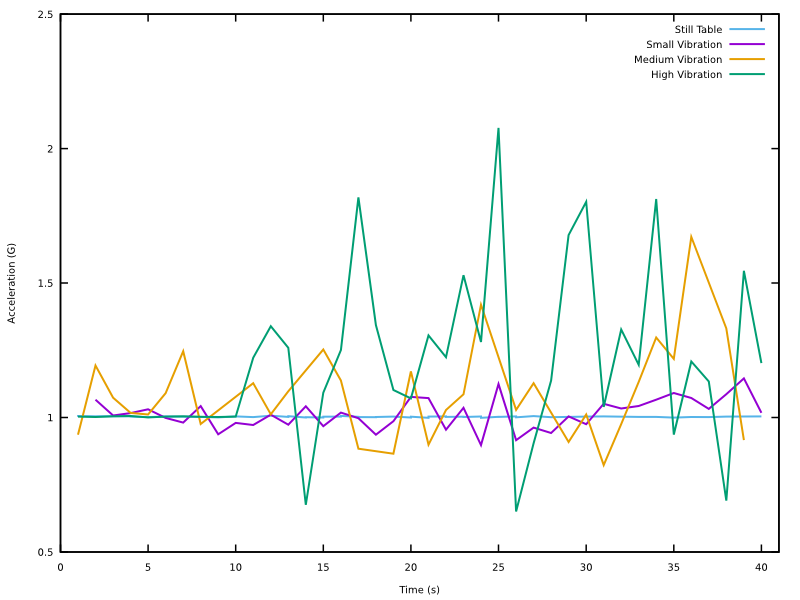 2.5
Still Table
Small Vibration
Medium Vibration
High Vibration
2
1.5
Acceleration (G)
1
0.5
0 5 10 15 20 25 30 35 40
Time (s)